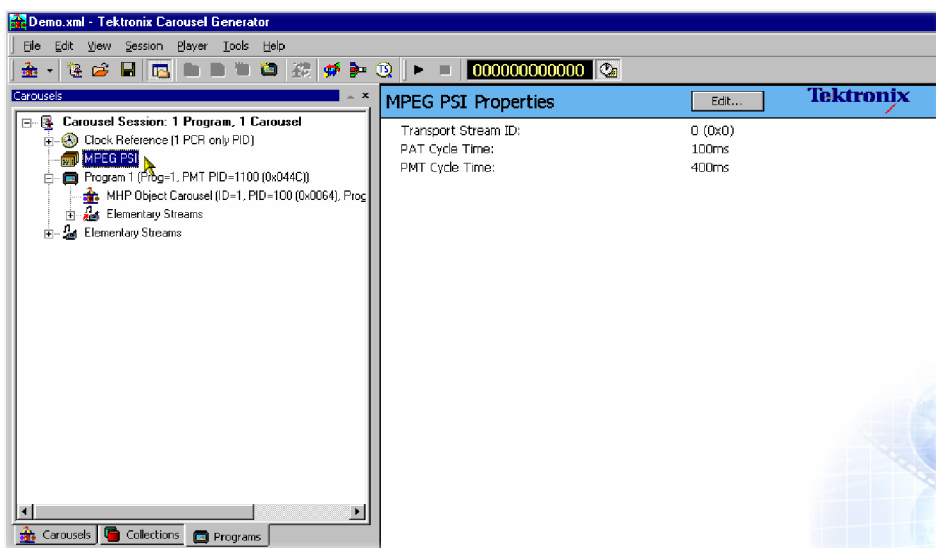 Demo.xml - Tektronix Carousel Generator
File Edit View Session Player Tools Help
TS 000000000000
Carousels
Carousel Session: 1 Program, 1 Carousel
Clock Reference (1 PCR only PID)
MPEG PSI
Program 1 (Prog=1, PMT PID=1100 (0x044C))
MHP Object Carousel (ID=1, PID=100 (0x0064), Prog
Elementary Streams
Elementary Streams
Carousels Collections Programs
MPEG PSI Properties Edit... Tektronix
Transport Stream ID: 0 (0x0)
PAT Cycle Time: 100ms
PMT Cycle Time: 400ms